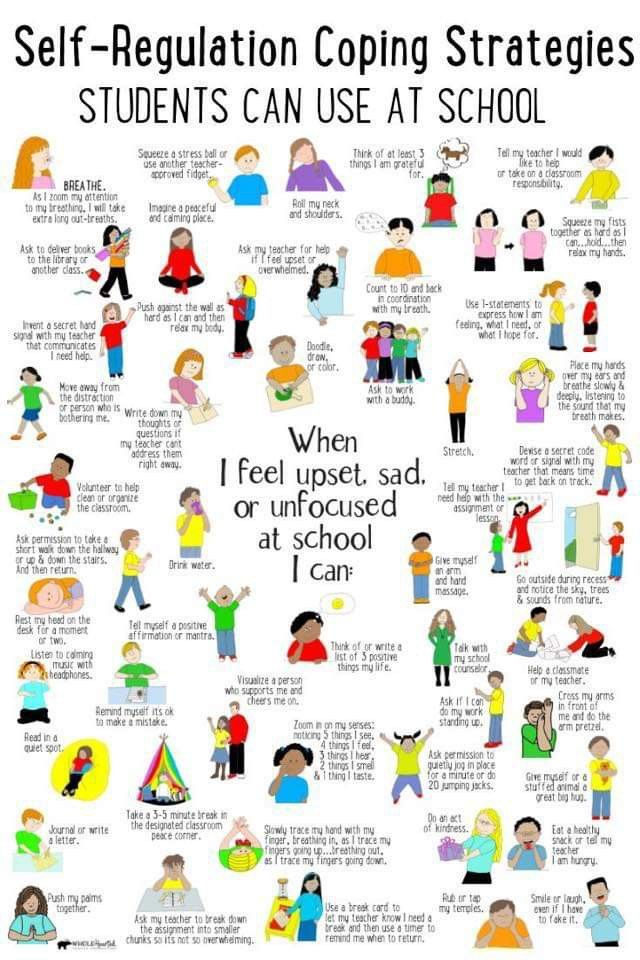 Self-Regulation Coping Strategies
STUDENTS CAN USE AT SCHOOL
BREATHE.
As I zoom my attention
to my breathing, I will take
extra long out-breaths.
Squeeze a stress ball or
use another teacher-
approved fidget.
Imagine a peaceful
and calming place.
Roll my neck
and shoulders.
Think of at least 3
things I am grateful
for.
Tell my teacher I would
like to help
or take on a classroom
responsibility.
Squeeze my fists
together as hard as I
can...hold...then
relax my hands.
Ask to deliver books
to the library or
another class.
Ask my teacher for help
if I feel upset or
overwhelmed.
Count to 10 and back
in coordination
with my breath.
Use I-statements to
express how I am
feeling, what I need, or
what I hope for.
Invent a secret hand
signal with my teacher
that communicates
I need help.
Push against the wall as
hard as I can and then
relax my body.
Doodle,
draw,
or color.
Ask to work
with a buddy.
Place my hands
over my ears and
breathe slowly &
deeply, listening to
the sound that my
breath makes.
Move away from
the distraction
or person who is
bothering me.
Write down my
thoughts or
questions if
my teacher cant
address them
right away.
Stretch.
Devise a secret code
word or signal with my
teacher that means time
to get back on track.
When
I feel upset, sad,
or unfocused
at school
I can:
Volunteer to help
clean or organize
the classroom.
Drink water.
Tell my teacher I
need help with the
assignment or
lesson.
Ask permission to take a
short walk down the hallway
or up & down the stairs.
And then return.
Give myself
an arm
and hand
massage.
Go outside during recess
and notice the sky, trees
& sounds from nature.
Rest my head on the
desk for a moment
or two.
Tell myself a positive
affirmation or mantra.
Think of or write a
list of 3 positive
things my life.
Talk with
my school
counselor.
Help a classmate
or my teacher.
Listen to calming
music with
headphones.
Remind myself its ok
to make a mistake.
Visualize a person
who supports me and
cheers me on.
Ask if I can
do my work
standing up.
Cross my arms
in front of
me and do the
arm pretzel.
Read in a
quiet spot.
Zoom in on my senses:
noticing 5 things I see,
4 things I feel,
3 things I hear,
2 things I smell
& 1 thing I taste.
Ask permission to
quietly jog in place
for a minute or do
20 jumping jacks.
Give myself or a
stuffed animal a
great big hug.
Take a 3-5 minute break in
the designated classroom
peace corner.
Journal or write
a letter.
Slowly trace my hand with my
finger, breathing in, as I trace my
fingers going up...breathing out,
as I trace my fingers going down.
Do an act
of kindness.
Eat a healthy
snack or tell my
teacher
I am hungry.
Push my palms
together.
Ask my teacher to break down
the assignment into smaller
chunks so its not so overwhelming.
Use a break card to
let my teacher know I need a
break and then use a timer to
remind me when to return.
Rub or tap
my temples.
Smile or laugh,
even if I have
to fake it.